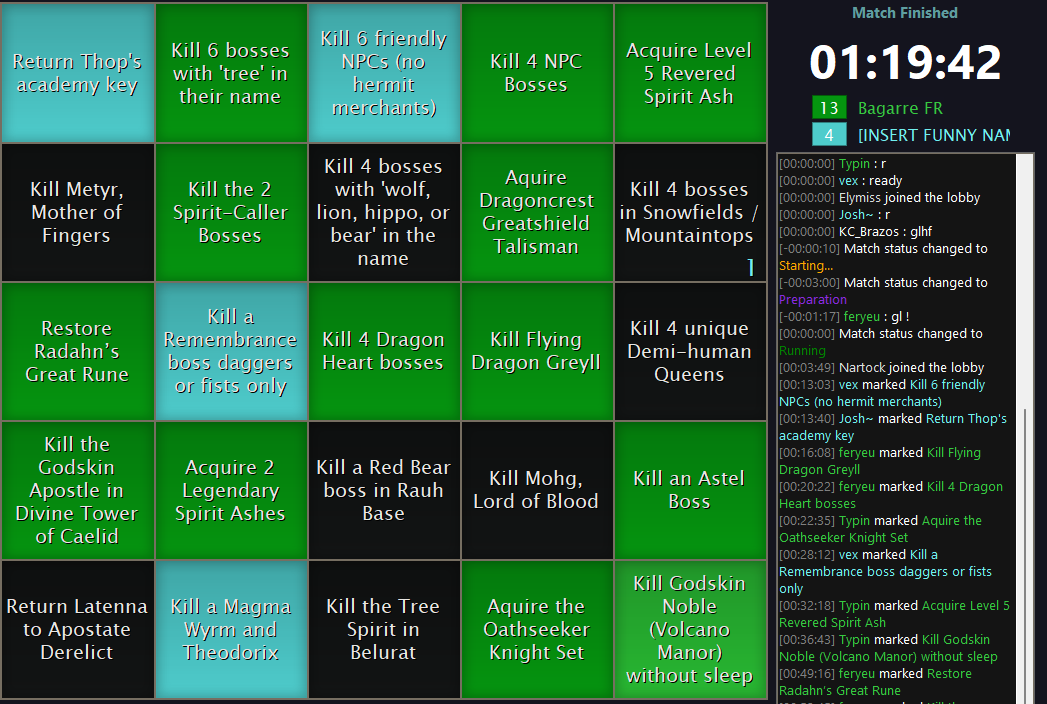 Return Thop's
academy key
Kill 6 bosses
with 'tree' in
their name
Kill 6 friendly
NPCs (no
hermit
merchants)
Kill 4 NPC
Bosses
Acquire Level
5 Revered
Spirit Ash
Kill Metyr,
Mother of
Fingers
Kill the 2
Spirit-Caller
Bosses
Kill 4 bosses
with 'wolf,
lion, hippo, or
bear' in the
name
Aquire
Dragoncrest
Greatshield
Talisman
Kill 4 bosses
in Snowfields /
Mountaintops
1
Restore
Radahn's
Great Rune
Kill a
Remembrance
boss daggers
or fists only
Kill 4 Dragon
Heart bosses
Kill Flying
Dragon Greyll
Kill 4 unique
Demi-human
Queens
Kill the
Godskin
Apostle in
Divine Tower
of Caelid
Acquire 2
Legendary
Spirit Ashes
Kill a Red Bear
boss in Rauh
Base
Kill Mohg,
Lord of Blood
Kill an Astel
Boss
Return Latenna
to Apostate
Derelict
Kill a Magma
Wyrm and
Theodorix
Kill the Tree
Spirit in
Belurat
Aquire the
Oathseeker
Knight Set
Kill Godskin
Noble
(Volcano
Manor)
without sleep
Match Finished
01:19:42
13 Bagarre FR
4 [INSERT FUNNY NAM
[00:00:00] Typin : r
[00:00:00] vex : ready
[00:00:00] Elymiss joined the lobby
[00:00:00] Josh~ : r
[00:00:00] KC_Brazos : glhf
[-00:00:10] Match status changed to
Starting...
[-00:03:00] Match status changed to
Preparation
[-00:01:17] feryeu : gl !
[00:00:00] Match status changed to
Running
[00:03:49] Nartock joined the lobby
[00:13:03] vex marked Kill 6 friendly
NPCs (no hermit merchants)
[00:13:40] Josh~ marked Return Thop's
academy key
[00:16:08] feryeu marked Kill Flying
Dragon Greyll
[00:20:22] feryeu marked Kill 4 Dragon
Heart bosses
[00:22:35] Typin marked Aquire the
Oathseeker Knight Set
[00:28:12] vex marked Kill a
Remembrance boss daggers or fists
only
[00:32:18] Typin marked Acquire Level 5
Revered Spirit Ash
[00:36:43] Typin marked Kill Godskin
Noble (Volcano Manor) without sleep
[00:49:16] feryeu marked Restore
Radahn's Great Rune